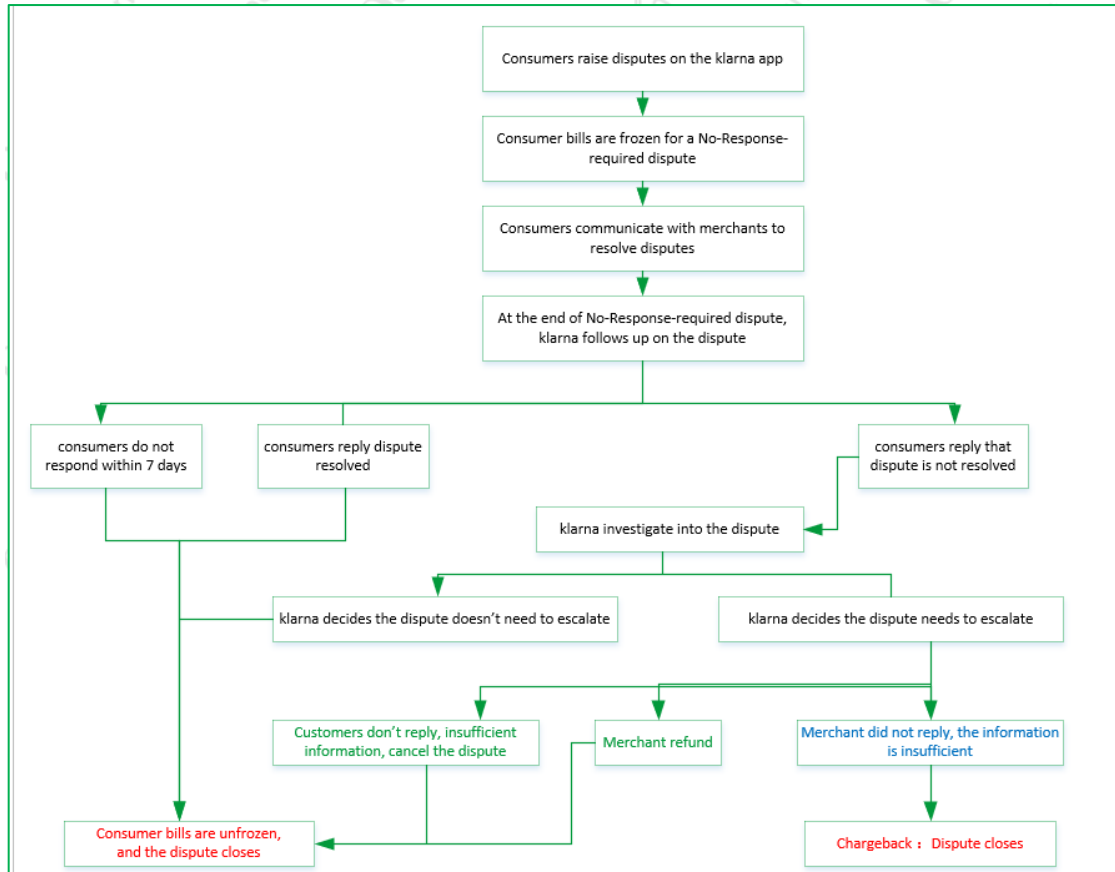 Consumers raise disputes on the klarna app
Consumer bills are frozen for a No-Response-
required dispute
Consumers communicate with merchants to
resolve disputes
At the end of No-Response-required dispute,
klarna follows up on the dispute
consumers do not
respond within 7 days
consumers reply dispute
resolved
consumers reply that
dispute is not resolved
klarna investigate into the dispute
klarna decides the dispute doesn’t need to escalate
klarna decides the dispute needs to escalate
Customers don’t reply, insufficient
information, cancel the dispute
Merchant refund
Merchant did not reply, the information
is insufficient
Consumer bills are unfrozen,
and the dispute closes
Chargeback： Dispute closes